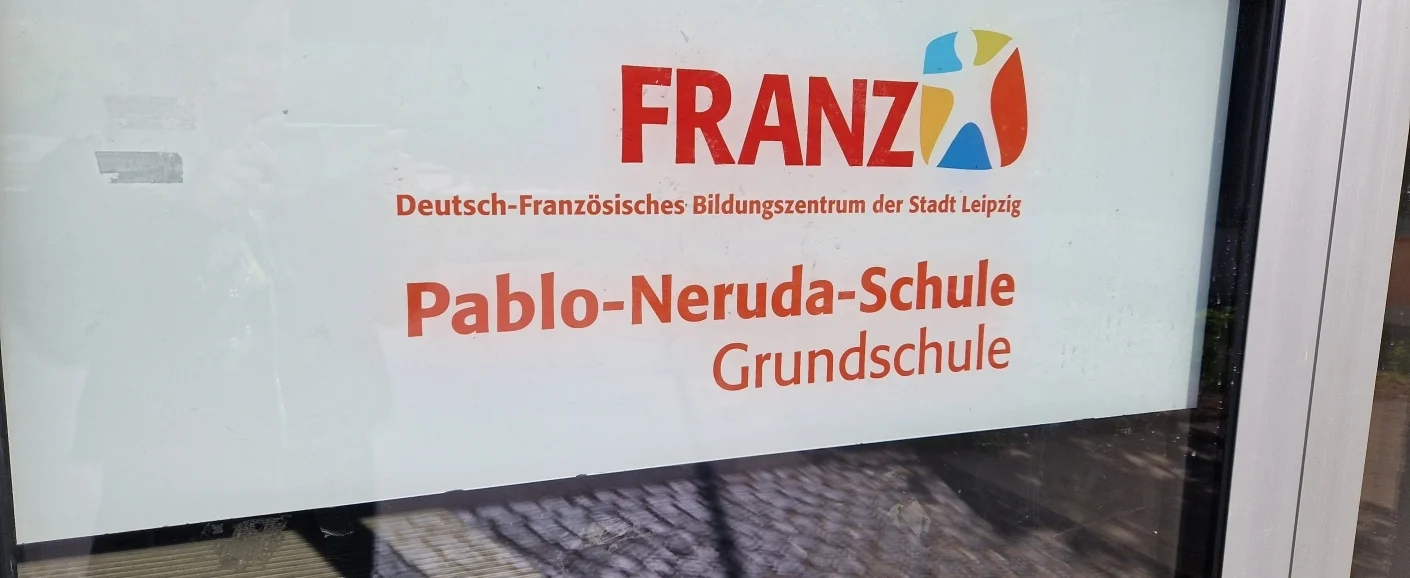 FRANZ
Deutsch-Französisches Bildungszentrum der Stadt Leipzig
Pablo-Neruda-Schule
Grundschule